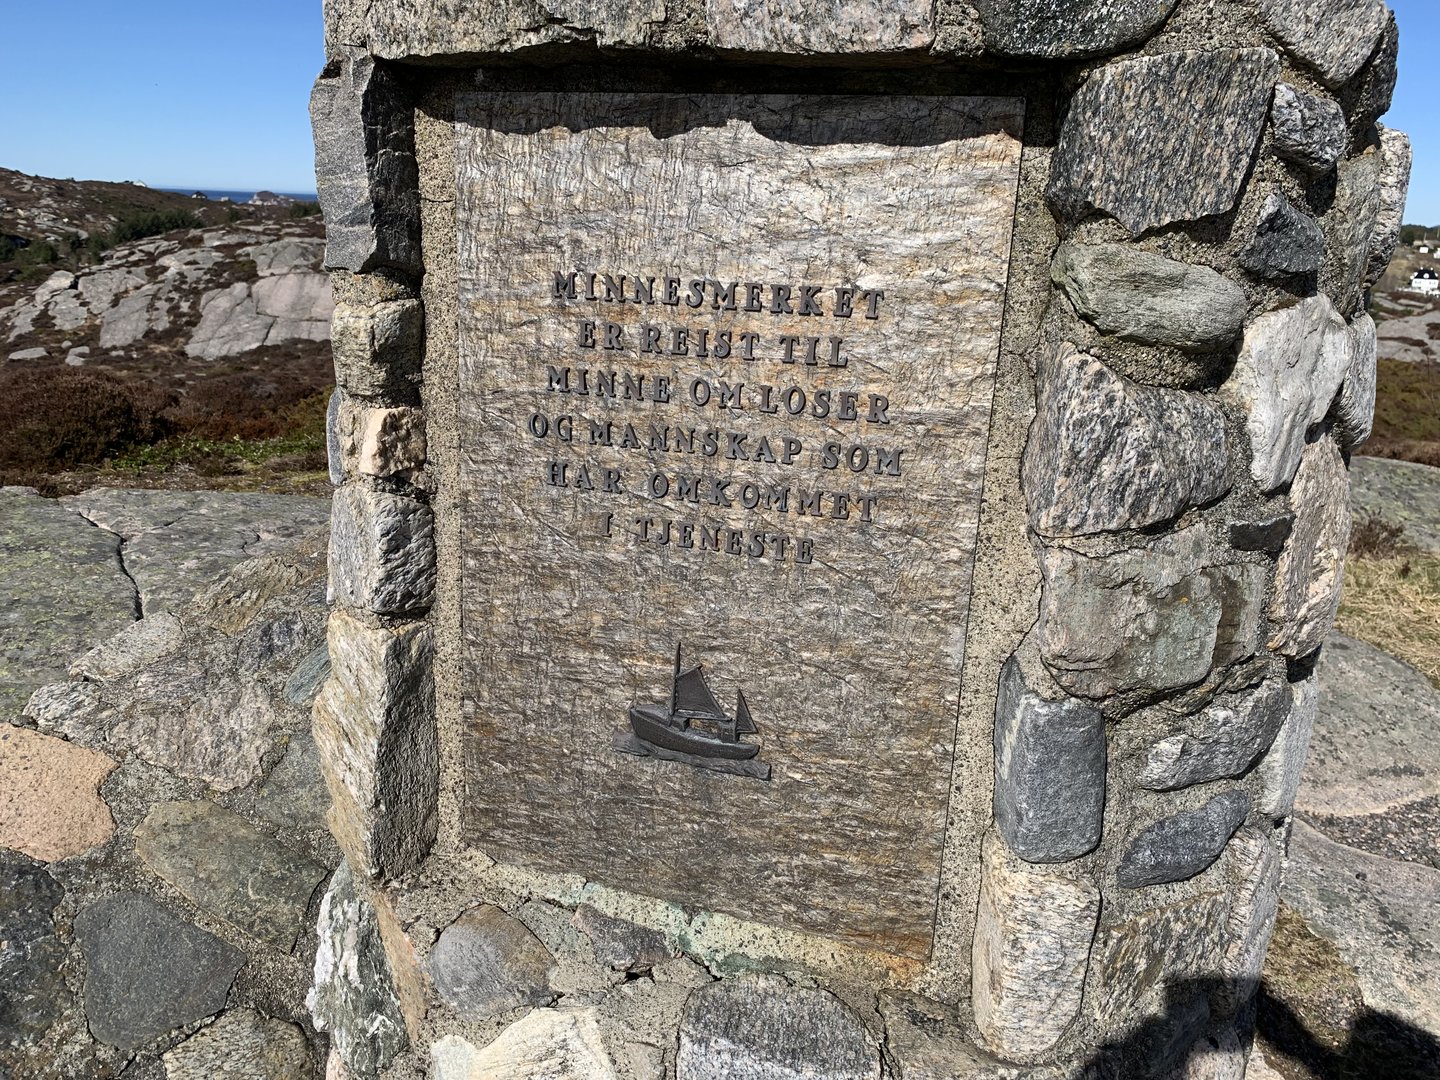 MINNESMERKET
ER REIST TIL
MINNE OM LOSER
OG MANNSKAP SOM
HAR OMKOMMET
I TJENESTE